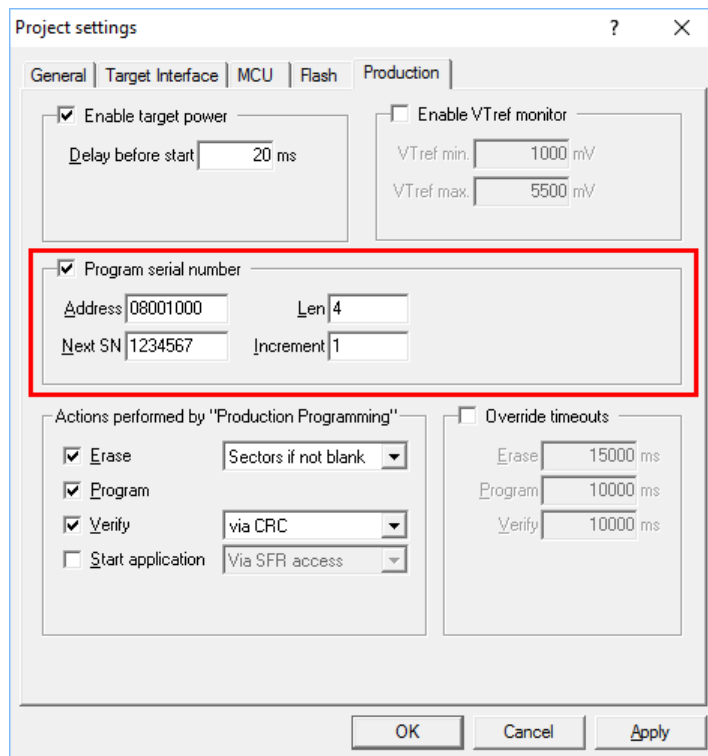 Project settings ? X
General Target Interface MCU Flash Production
Enable target power
Delay before start 20 ms
Enable VTref monitor
VTref min. 1000 mV
VTref max. 5500 mV
Program serial number
Address 08001000 Len 4
Next SN 1234567 Increment 1
Actions performed by "Production Programming"
Erase Sectors if not blank
Program
Verify via CRC
Start application Via SFR access
Override timeouts
Erase 15000 ms
Program 10000 ms
Verify 10000 ms
OK Cancel Apply